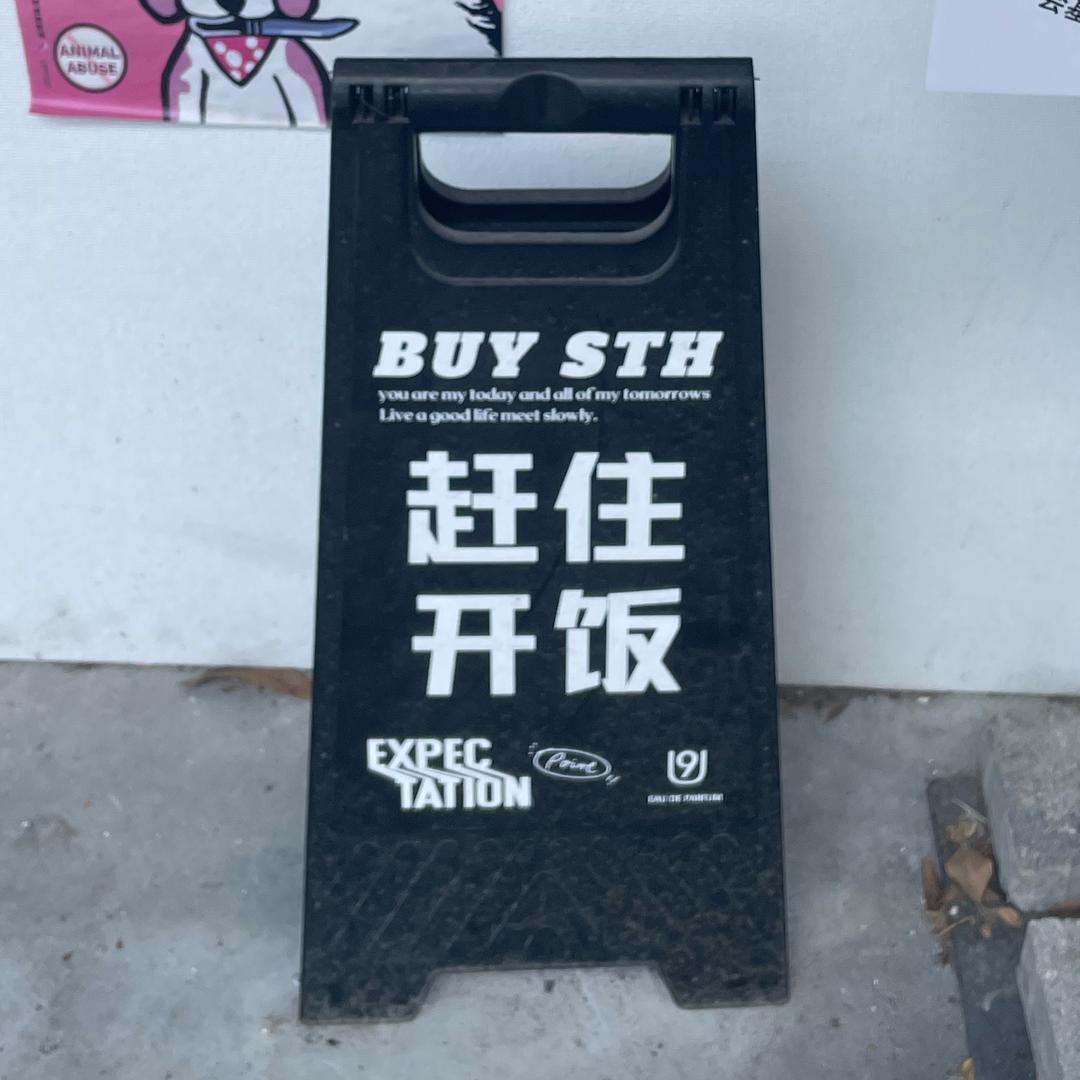 ANIMAL
ABUSE
BUY STH
you are my today and all of my tomorrows
Live a good life meet slowly.
赶住
开饭
EXPEC
TATION
Point
U9